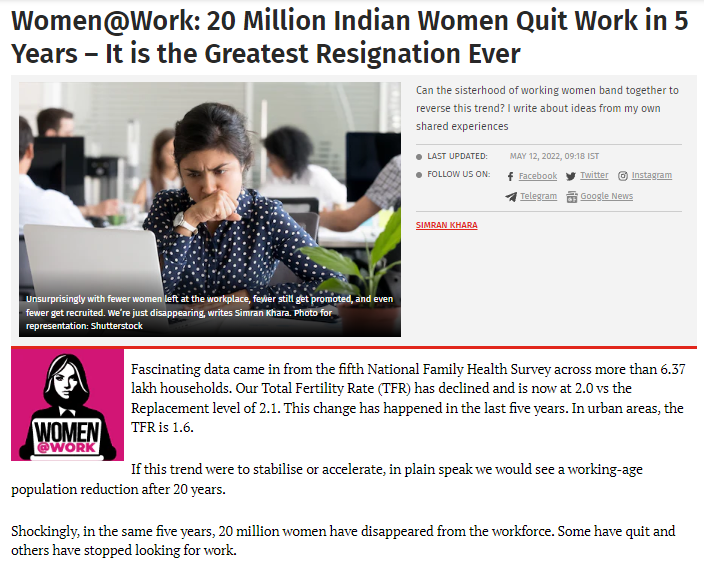 Women@Work: 20 Million Indian Women Quit Work in 5
Years – It is the Greatest Resignation Ever
Can the sisterhood of working women band together to
reverse this trend? I write about ideas from my own
shared experiences
LAST UPDATED: MAY 12, 2022, 09:18 IST
FOLLOW US ON: Facebook Twitter Instagram
Telegram Google News
SIMRAN KHARA
Unsurprisingly with fewer women left at the workplace, fewer still get promoted, and even
fewer get recruited. We're just disappearing, writes Simran Khara. Photo for
representation: Shutterstock
WOMEN
@WORK
Fascinating data came in from the fifth National Family Health Survey across more than 6.37
lakh households. Our Total Fertility Rate (TFR) has declined and is now at 2.0 vs the
Replacement level of 2.1. This change has happened in the last five years. In urban areas, the
TFR is 1.6.
If this trend were to stabilise or accelerate, in plain speak we would see a working-age
population reduction after 20 years.
Shockingly, in the same five years, 20 million women have disappeared from the workforce. Some have quit and
others have stopped looking for work.